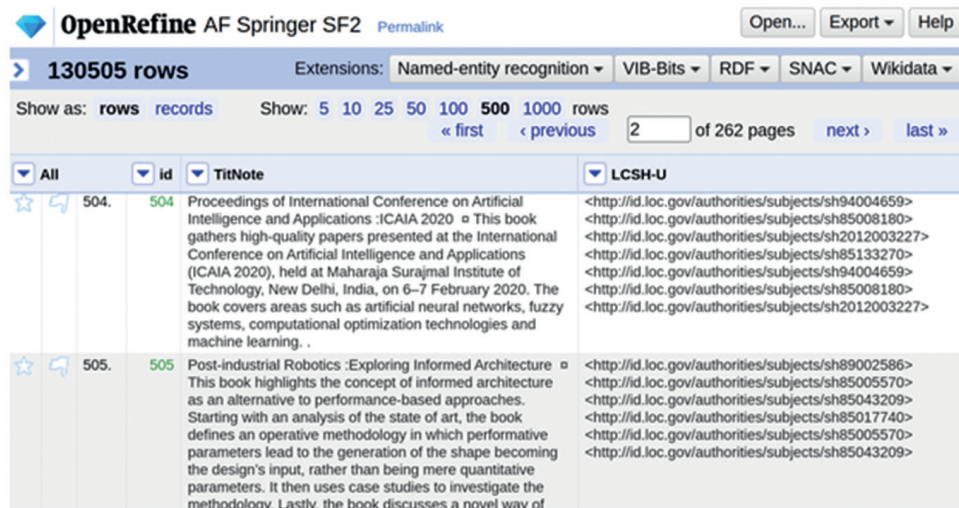 OpenRefine AF Springer SF2 Permalink Open... Export Help
130505 rows Extensions: Named-entity recognition VIB-Bits RDF SNAC Wikidata
Show as: rows records Show: 5 10 25 50 100 500 1000 rows
« first ‹ previous 2 of 262 pages next › last »
All id TitNote LCSH-U
504. 504
Proceedings of International Conference on Artificial
Intelligence and Applications :ICAIA 2020 ¤ This book
gathers high-quality papers presented at the International
Conference on Artificial Intelligence and Applications
(ICAIA 2020), held at Maharaja Surajmal Institute of
Technology, New Delhi, India, on 6–7 February 2020. The
book covers areas such as artificial neural networks, fuzzy
systems, computational optimization technologies and
machine learning. .
<http://id.loc.gov/authorities/subjects/sh94004659>
<http://id.loc.gov/authorities/subjects/sh85008180>
<http://id.loc.gov/authorities/subjects/sh2012003227>
<http://id.loc.gov/authorities/subjects/sh85133270>
<http://id.loc.gov/authorities/subjects/sh94004659>
<http://id.loc.gov/authorities/subjects/sh85008180>
<http://id.loc.gov/authorities/subjects/sh2012003227>
505. 505
Post-industrial Robotics :Exploring Informed Architecture ¤
This book highlights the concept of informed architecture
as an alternative to performance-based approaches.
Starting with an analysis of the state of art, the book
defines an operative methodology in which performative
parameters lead to the generation of the shape becoming
the design's input, rather than being mere quantitative
parameters. It then uses case studies to investigate the
methodology. Lastly, the book discusses a novel way of
<http://id.loc.gov/authorities/subjects/sh89002586>
<http://id.loc.gov/authorities/subjects/sh85005570>
<http://id.loc.gov/authorities/subjects/sh85043209>
<http://id.loc.gov/authorities/subjects/sh85017740>
<http://id.loc.gov/authorities/subjects/sh85005570>
<http://id.loc.gov/authorities/subjects/sh85043209>